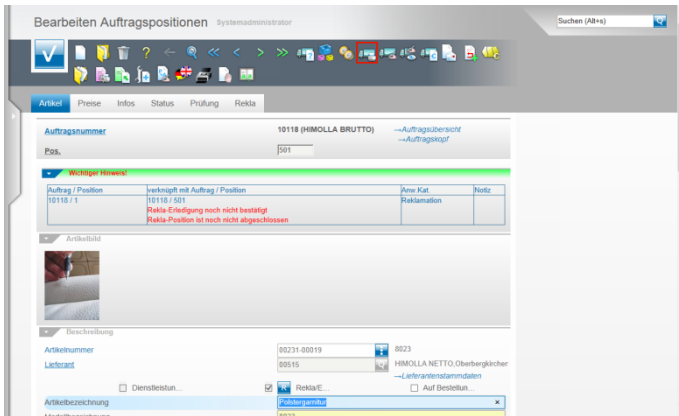 Bearbeiten Auftragspositionen Systemadministrator
Suchen (Alt+s)
Artikel Preise Infos Status Prüfung Rekla
Auftragsnummer 10118 (HIMOLLA BRUTTO) →Auftragsübersicht
→Auftragskopf
Pos. 501
Wichtiger Hinweis!
Auftrag / Position verknüpft mit Auftrag / Position Anw.Kat. Notiz
10118 / 1 10118 / 501 Reklamation
Rekla-Erledigung noch nicht bestätigt
Rekla-Position ist noch nicht abgeschlossen
Artikelbild
Beschreibung
Artikelnummer 00231-00019 8023
Lieferant 00515 HIMOLLA NETTO,Oberbergkircher
→Lieferantenstammdaten
Dienstleistun... Rekla/E... Auf Bestellun...
Artikelbezeichnung Polstergarnitur